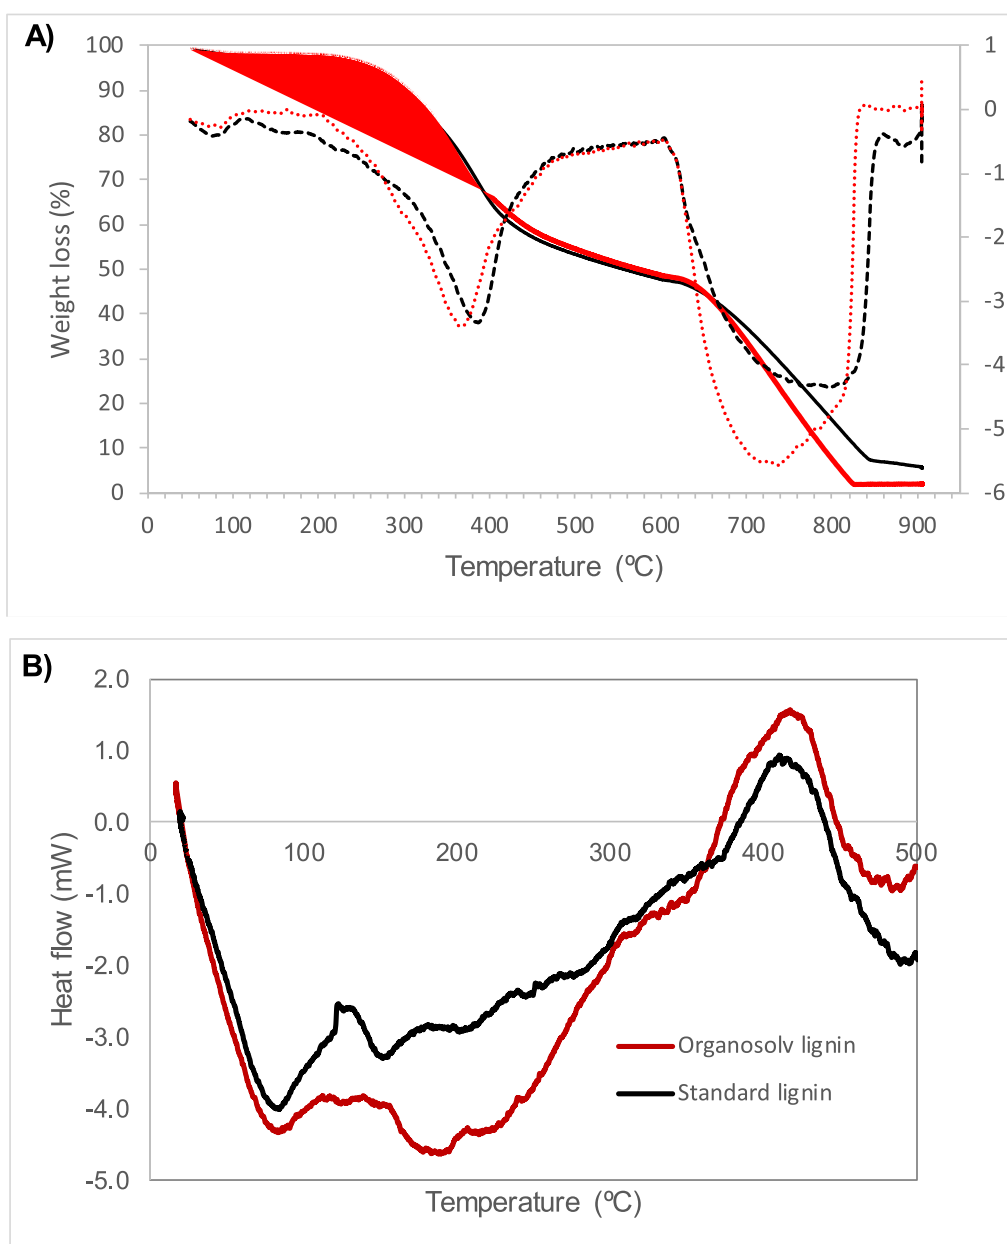 A)
100
90
80
70
60
50
40
30
20
10
0
Weight loss (%)
1
0
-1
-2
-3
-4
-5
-6
0 100 200 300 400 500 600 700 800 900
Temperature (ºC)
B)
2.0
1.0
0.0
-1.0
-2.0
-3.0
-4.0
-5.0
Heat flow (mW)
0 100 200 300 400 500
Organosolv lignin
Standard lignin
Temperature (ºC)